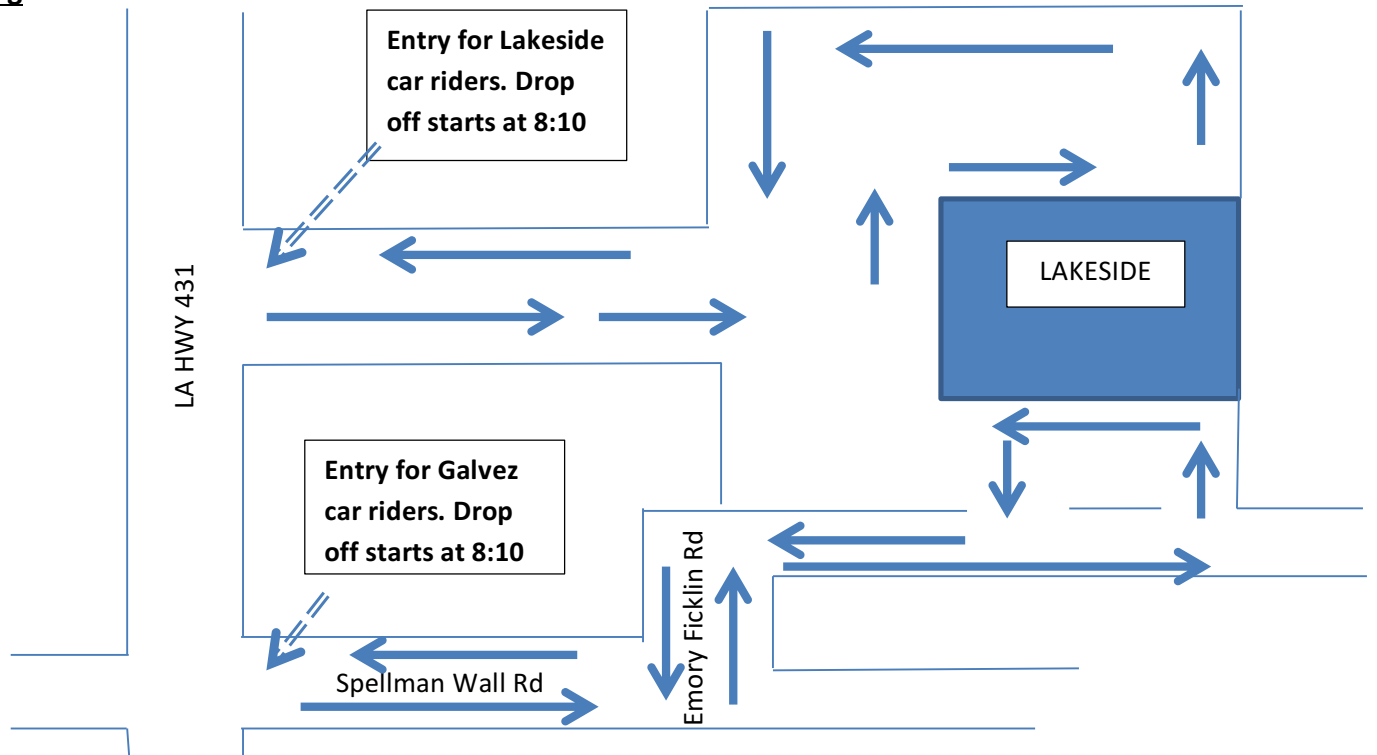 Entry for Lakeside
car riders. Drop
off starts at 8:10
LAKESIDE
LA HWY 431
Entry for Galvez
car riders. Drop
off starts at 8:10
Emory Ficklin Rd
Spellman Wall Rd